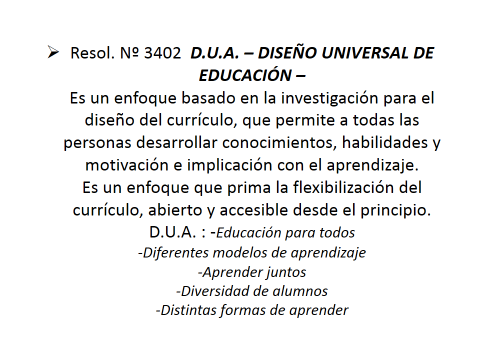 ➢ Resol. Nº 3402 D.U.A. – DISEÑO UNIVERSAL DE
EDUCACIÓN –
Es un enfoque basado en la investigación para el
diseño del currículo, que permite a todas las
personas desarrollar conocimientos, habilidades y
motivación e implicación con el aprendizaje.
Es un enfoque que prima la flexibilización del
currículo, abierto y accesible desde el principio.
D.U.A. : -Educación para todos
-Diferentes modelos de aprendizaje
-Aprender juntos
-Diversidad de alumnos
-Distintas formas de aprender